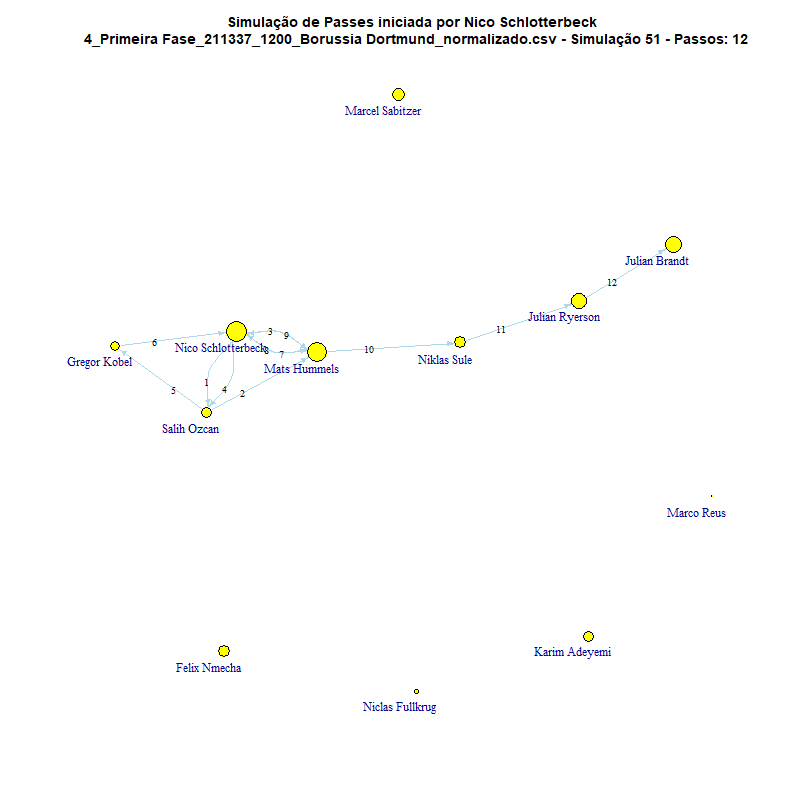 Simulação de Passes iniciada por Nico Schlotterbeck
4_Primeira Fase_211337_1200_Borussia Dortmund_normalizado.csv - Simulação 51 - Passos: 12
Marcel Sabitzer
Julian Brandt
12
Julian Ryerson
11
3
9
6
Nico Schlotterbeck
8
7
10
Gregor Kobel
Mats Hummels
Niklas Sule
1
4
5
2
Salih Ozcan
Marco Reus
Karim Adeyemi
Felix Nmecha
Niclas Fullkrug